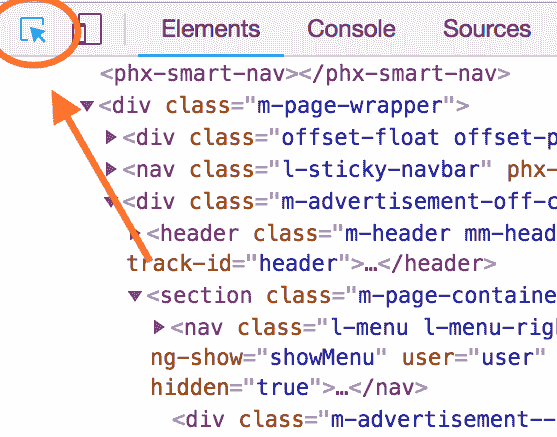 Elements Console Sources
<phx-smart-nav></phx-smart-nav>
▼<div class="m-page-wrapper">
▶<div class="offset-float offset-p
▶<nav class="l-sticky-navbar" phx-
▼<div class="m-advertisement-off-c
▶<header class="m-header mm-head
track-id="header">…</header>
▼<section class="m-page-containe
▶<nav class="l-menu l-menu-righ
ng-show="showMenu" user="user"
hidden="true">…</nav>
<div class="m-advertisement--